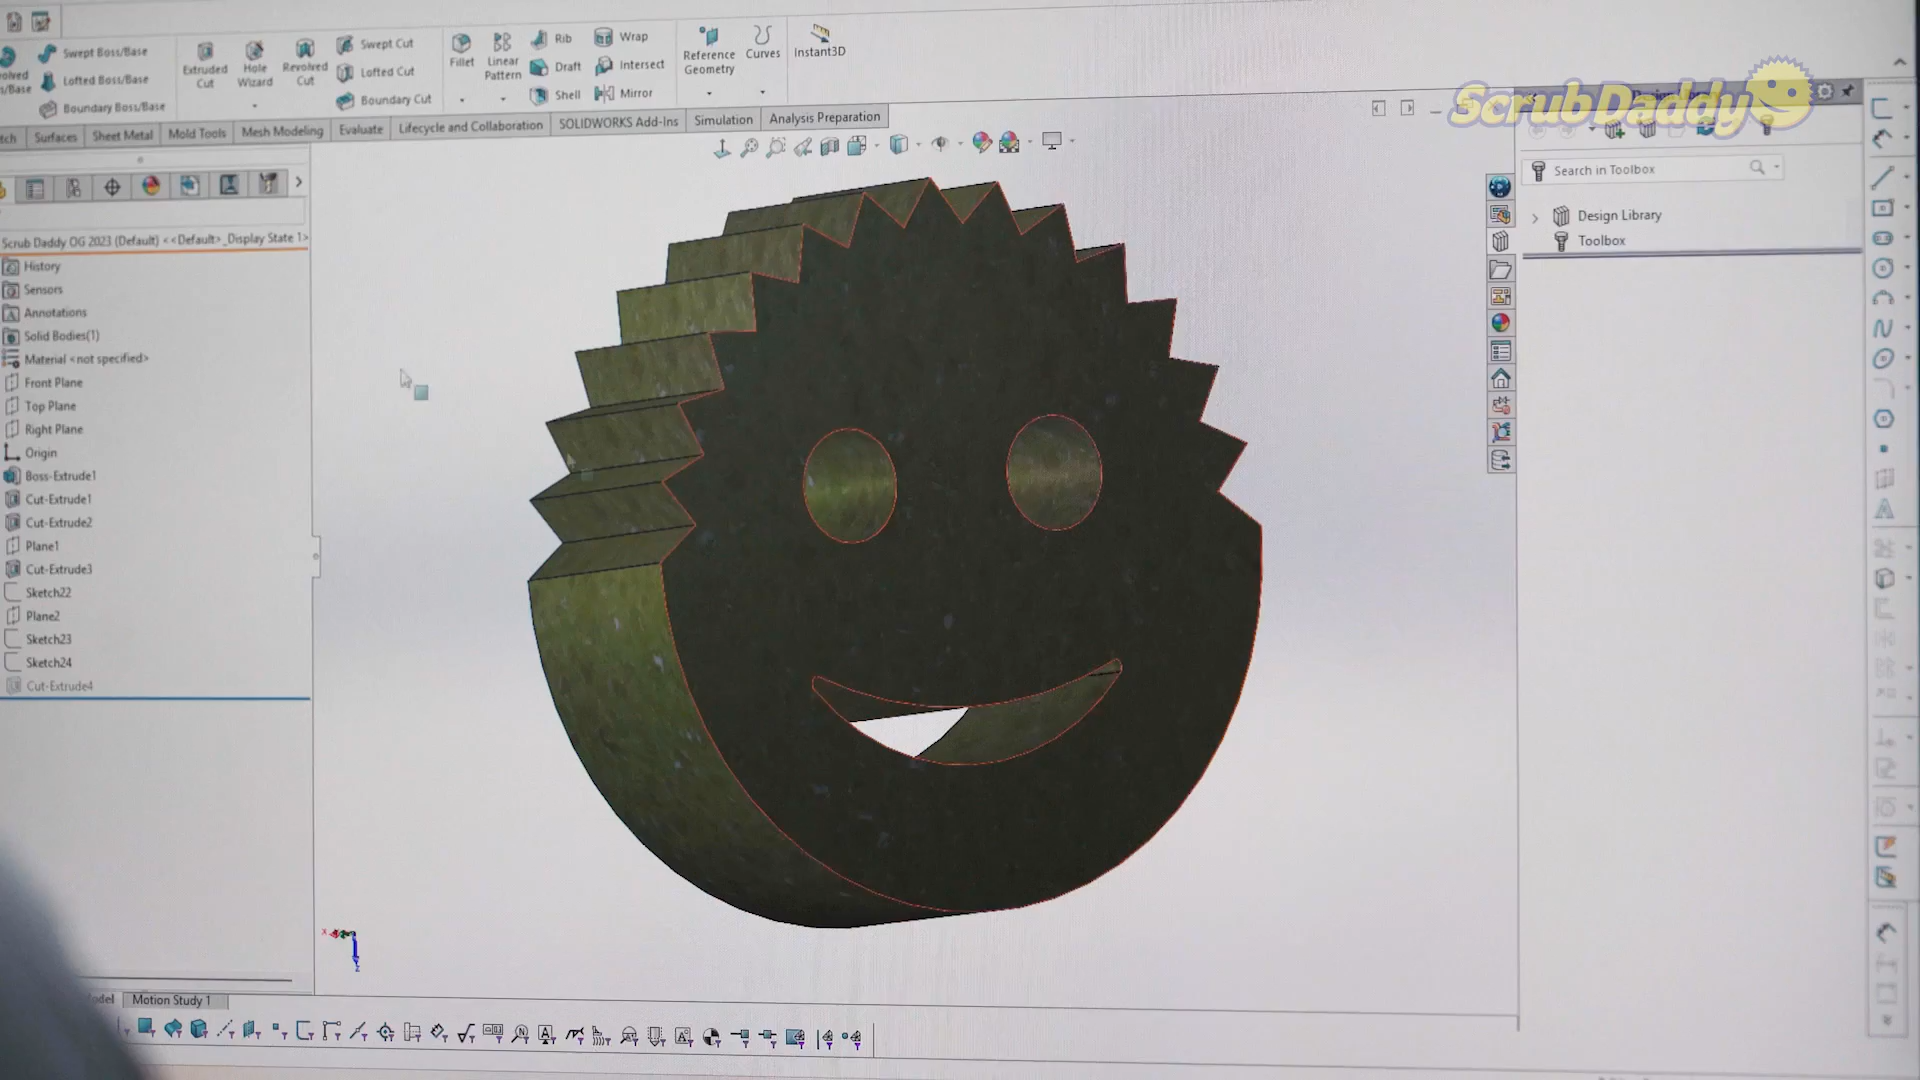 Swept Boss/Base
Lofted Boss/Base
Boundary Boss/Base
Extruded Cut
Hole Wizard
Revolved Cut
Swept Cut
Lofted Cut
Boundary Cut
Fillet
Linear Pattern
Rib
Draft
Shell
Wrap
Intersect
Mirror
Reference Geometry
Curves
Instant3D
ScrubDaddy
Surfaces
Sheet Metal
Mold Tools
Mesh Modeling
Evaluate
Lifecycle and Collaboration
SOLIDWORKS Add-Ins
Simulation
Analysis Preparation
Search in Toolbox
Design Library
Toolbox
Scrub Daddy OG 2023 (Default) <<Default>_Display State 1>
History
Sensors
Annotations
Solid Bodies(1)
Material <not specified>
Front Plane
Top Plane
Right Plane
Origin
Boss-Extrude1
Cut-Extrude1
Cut-Extrude2
Plane1
Cut-Extrude3
Sketch22
Plane2
Sketch23
Sketch24
Cut-Extrude4
Motion Study 1